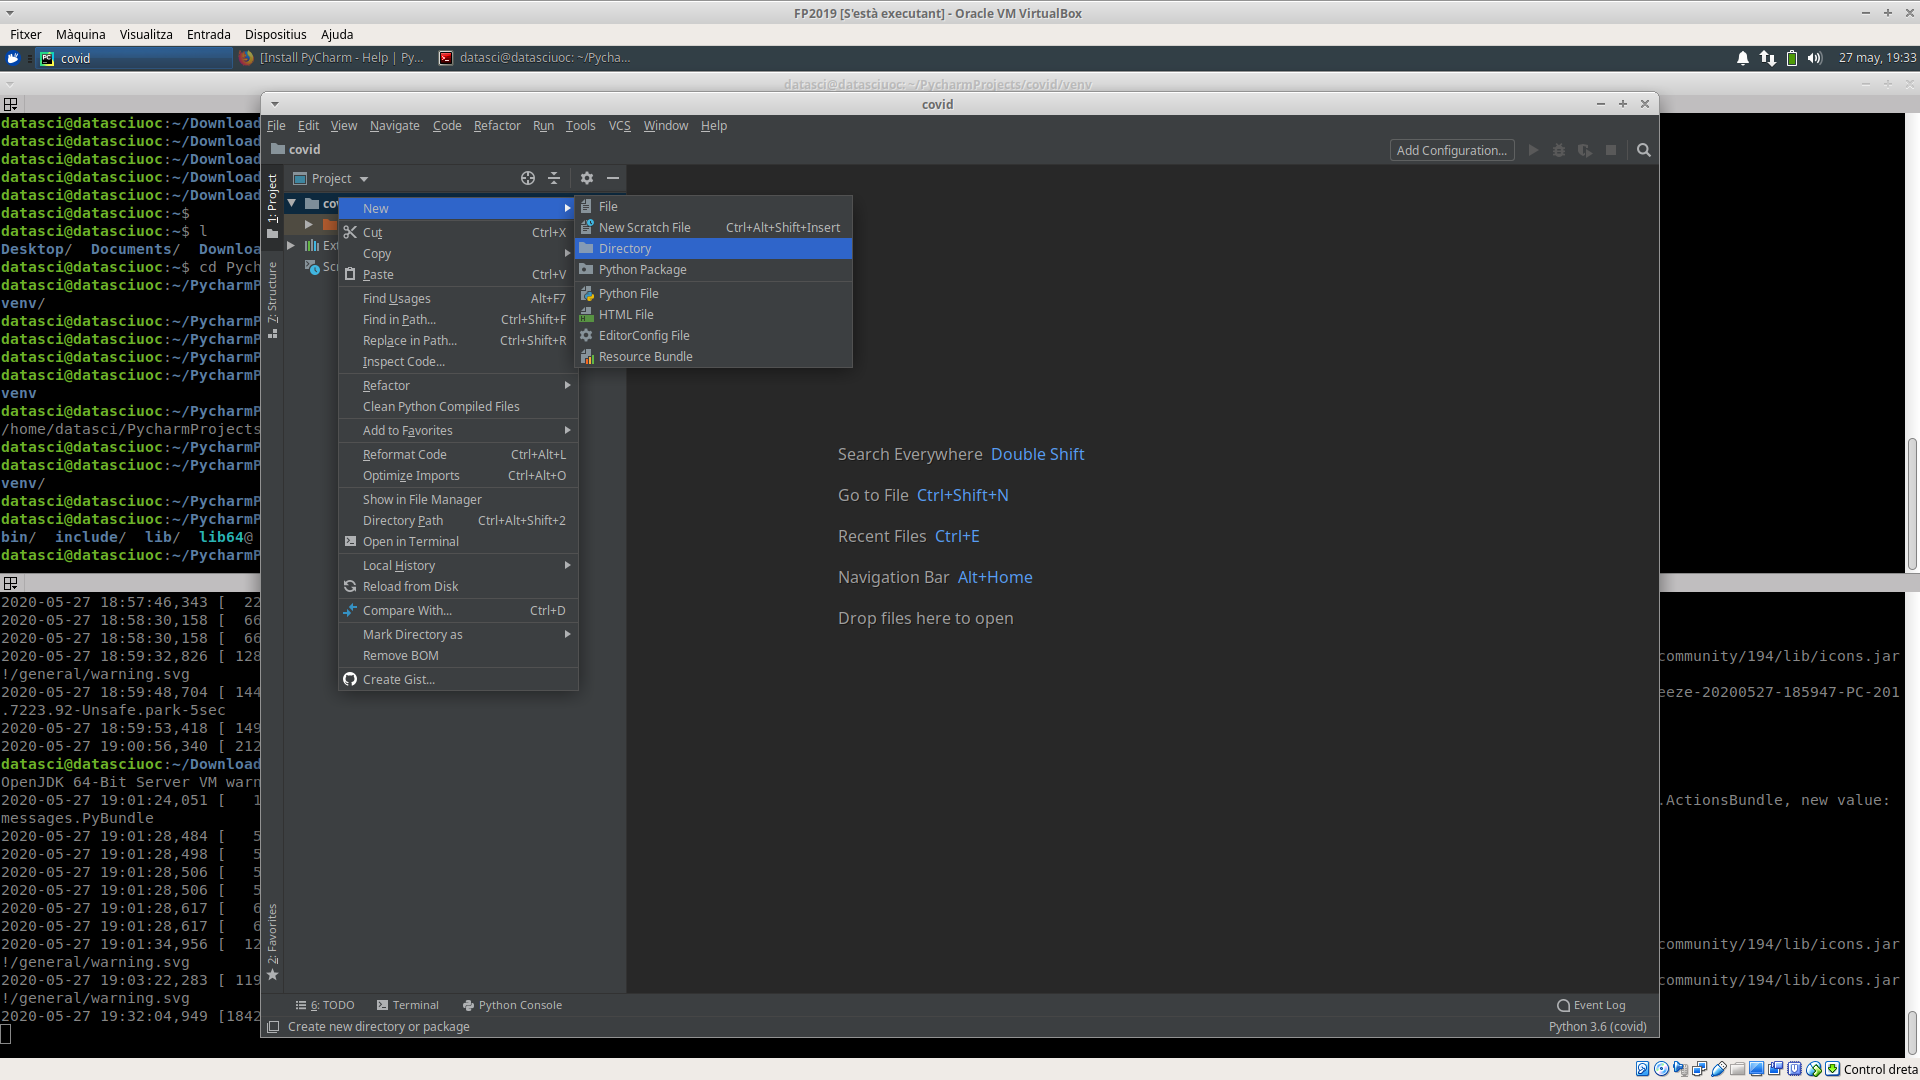 FP2019 [S'està executant] - Oracle VM VirtualBox
Fitxer Màquina Visualitza Entrada Dispositius Ajuda
covid [Install PyCharm - Help | Py... datasci@datasciuoc: ~/Pycha... 27 may, 19:33
datasci@datasciuoc: ~/PycharmProjects/covid/venv
covid
File Edit View Navigate Code Refactor Run Tools VCS Window Help
covid Add Configuration...
Project
1: Project
7: Structure
2: Favorites
New
Cut Ctrl+X
Copy
Paste Ctrl+V
Find Usages Alt+F7
Find in Path... Ctrl+Shift+F
Replace in Path... Ctrl+Shift+R
Inspect Code...
Refactor
Clean Python Compiled Files
Add to Favorites
Reformat Code Ctrl+Alt+L
Optimize Imports Ctrl+Alt+O
Show in File Manager
Directory Path Ctrl+Alt+Shift+2
Open in Terminal
Local History
Reload from Disk
Compare With... Ctrl+D
Mark Directory as
Remove BOM
Create Gist...
File
New Scratch File Ctrl+Alt+Shift+Insert
Directory
Python Package
Python File
HTML File
EditorConfig File
Resource Bundle
Search Everywhere Double Shift
Go to File Ctrl+Shift+N
Recent Files Ctrl+E
Navigation Bar Alt+Home
Drop files here to open
6: TODO Terminal Python Console Event Log
Create new directory or package Python 3.6 (covid)
datasci@datasciuoc:~/Download
datasci@datasciuoc:~/Download
datasci@datasciuoc:~/Download
datasci@datasciuoc:~/Download
datasci@datasciuoc:~/Download
datasci@datasciuoc:~$
datasci@datasciuoc:~$ l
Desktop/ Documents/ Downloa
datasci@datasciuoc:~$ cd Pych
datasci@datasciuoc:~/PycharmP
venv/
datasci@datasciuoc:~/PycharmP
datasci@datasciuoc:~/PycharmP
datasci@datasciuoc:~/PycharmP
datasci@datasciuoc:~/PycharmP
venv
datasci@datasciuoc:~/PycharmP
/home/datasci/PycharmProjects
datasci@datasciuoc:~/PycharmP
datasci@datasciuoc:~/PycharmP
venv/
datasci@datasciuoc:~/PycharmP
datasci@datasciuoc:~/PycharmP
bin/ include/ lib/ lib64@
datasci@datasciuoc:~/PycharmP
2020-05-27 18:57:46,343 [ 22
2020-05-27 18:58:30,158 [ 66
2020-05-27 18:58:30,158 [ 66
2020-05-27 18:59:32,826 [ 128 community/194/lib/icons.jar
!/general/warning.svg
2020-05-27 18:59:48,704 [ 144 eeze-20200527-185947-PC-201
.7223.92-Unsafe.park-5sec
2020-05-27 18:59:53,418 [ 149
2020-05-27 19:00:56,340 [ 212
datasci@datasciuoc:~/Download
OpenJDK 64-Bit Server VM warn
2020-05-27 19:01:24,051 [ 1 .ActionsBundle, new value:
messages.PyBundle
2020-05-27 19:01:28,484 [ 5
2020-05-27 19:01:28,498 [ 5
2020-05-27 19:01:28,506 [ 5
2020-05-27 19:01:28,506 [ 5
2020-05-27 19:01:28,617 [ 6
2020-05-27 19:01:28,617 [ 6
2020-05-27 19:01:34,956 [ 12 community/194/lib/icons.jar
!/general/warning.svg
2020-05-27 19:03:22,283 [ 119 community/194/lib/icons.jar
!/general/warning.svg
2020-05-27 19:32:04,949 [1842
Control dreta